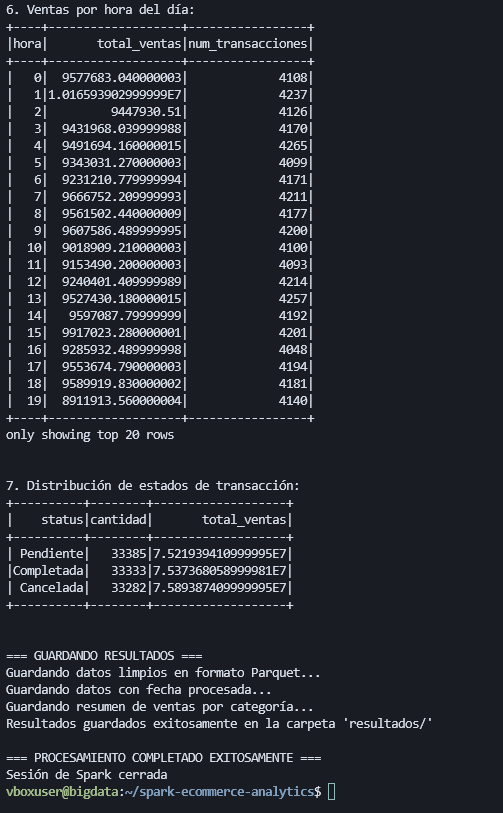 6. Ventas por hora del día:
+----+------------------+-----------------+
|hora|      total_ventas|num_transacciones|
+----+------------------+-----------------+
|   0|  9577683.040000003|             4108|
|   1|1.016593902999999E7|             4237|
|   2|         9447930.51|             4126|
|   3|  9431968.039999988|             4170|
|   4|  9491694.160000015|             4265|
|   5|  9343031.270000003|             4099|
|   6|  9231210.779999994|             4171|
|   7|  9666752.209999993|             4211|
|   8|  9561502.440000009|             4177|
|   9|  9607586.489999995|             4200|
|  10|  9018909.210000003|             4100|
|  11|  9153490.200000003|             4093|
|  12|  9240401.409999989|             4214|
|  13|  9527430.180000015|             4257|
|  14|   9597087.79999999|             4192|
|  15|  9917023.280000001|             4201|
|  16|  9285932.489999998|             4048|
|  17|  9553674.790000003|             4194|
|  18|  9589919.830000002|             4181|
|  19|  8911913.560000004|             4140|
+----+------------------+-----------------+
only showing top 20 rows
7. Distribución de estados de transacción:
+----------+--------+-------------------+
|    status|cantidad|       total_ventas|
+----------+--------+-------------------+
| Pendiente|   33385|7.521939410999995E7|
|Completada|   33333|7.537368058999981E7|
| Cancelada|   33282|7.589387409999995E7|
+----------+--------+-------------------+
=== GUARDANDO RESULTADOS ===
Guardando datos limpios en formato Parquet...
Guardando datos con fecha procesada...
Guardando resumen de ventas por categoría...
Resultados guardados exitosamente en la carpeta 'resultados/'
=== PROCESAMIENTO COMPLETADO EXITOSAMENTE ===
Sesión de Spark cerrada
vboxuser@bigdata:~/spark-ecommerce-analytics$